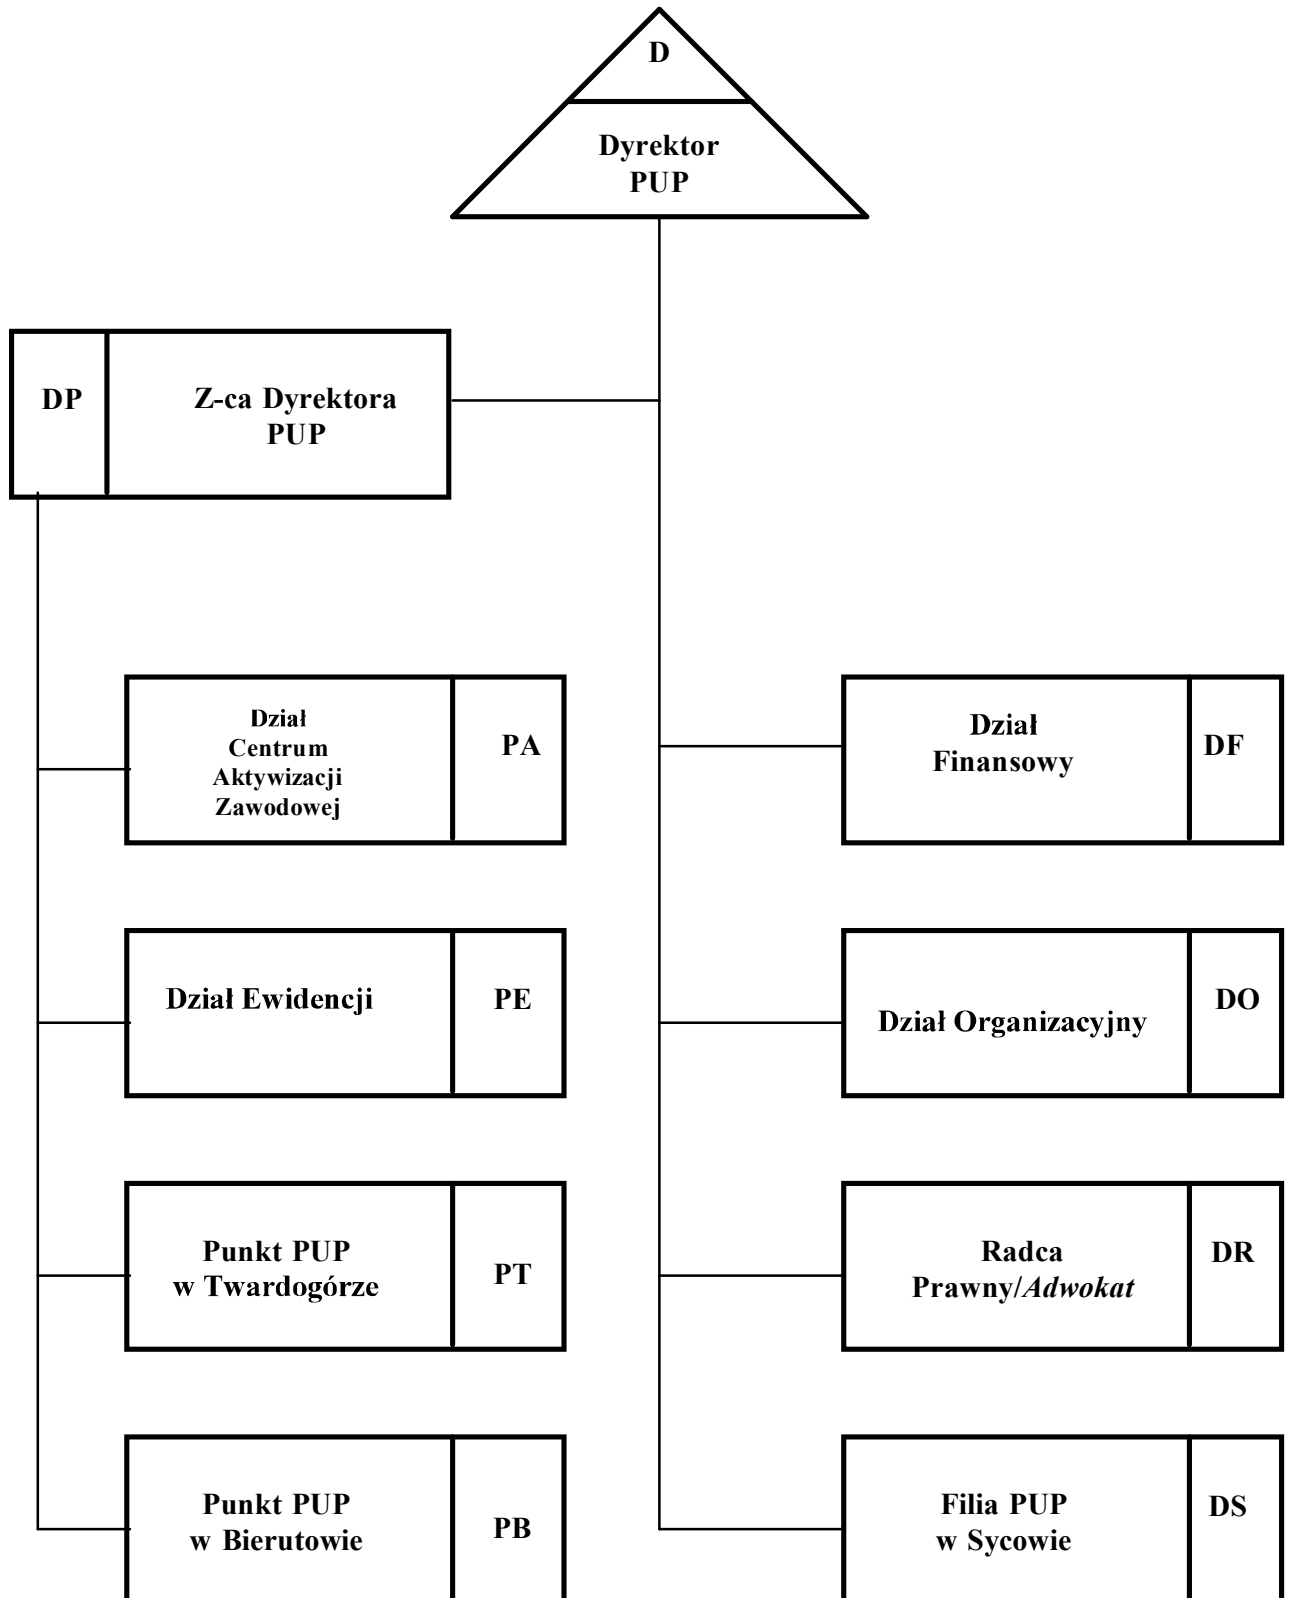 D
Dyrektor
PUP
DP
Z-ca Dyrektora
PUP
Dział
Centrum
Aktywizacji
Zawodowej
PA
Dział
Finansowy
DF
Dział Ewidencji
PE
Dział Organizacyjny
DO
Punkt PUP
w Twardogórze
PT
Radca
Prawny/Adwokat
DR
Punkt PUP
w Bierutowie
PB
Filia PUP
w Sycowie
DS